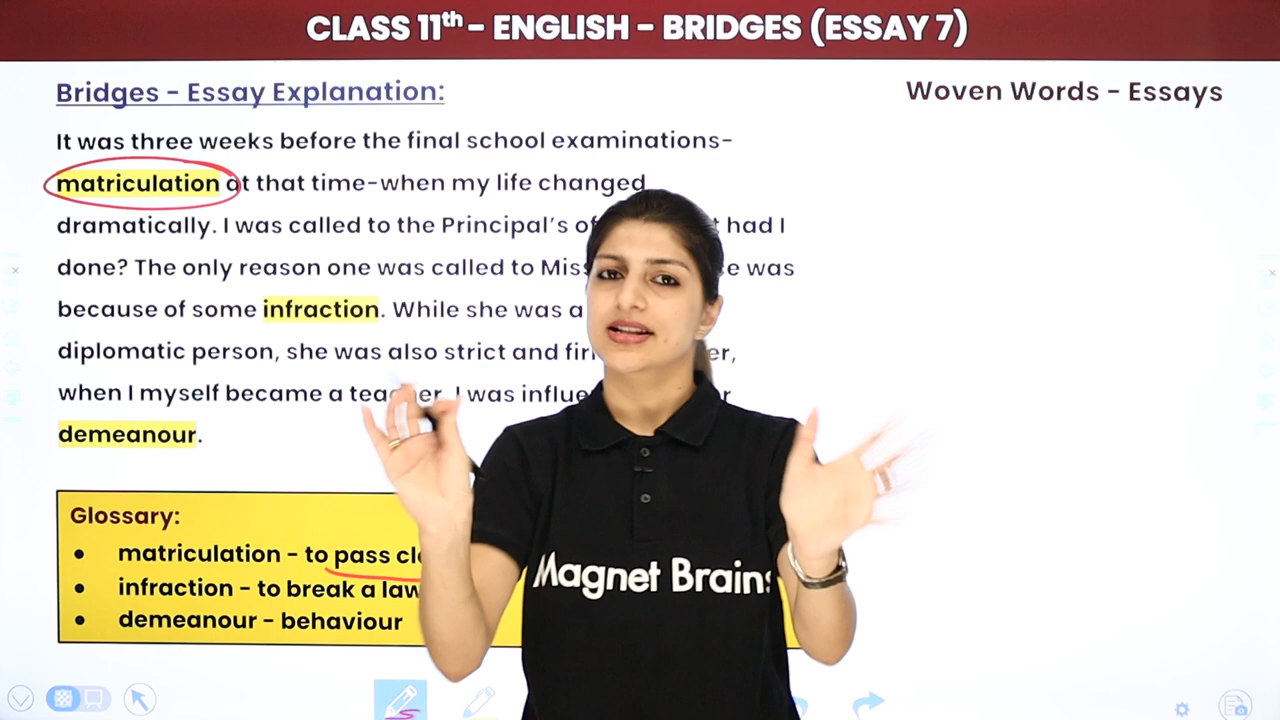 CLASS 11th - ENGLISH - BRIDGES (ESSAY 7)
Bridges - Essay Explanation:
Woven Words - Essays
It was three weeks before the final school examinations-
matriculation at that time-when my life changed
dramatically. I was called to the Principal's had I
done? The only reason one was called to Miss was
because of some infraction. While she was a
diplomatic person, she was also strict and
when I myself became a teacher, I was
demeanour.
Glossary:
• matriculation - to pass
• infraction - to break a law
• demeanour - behaviour
Magnet Brains